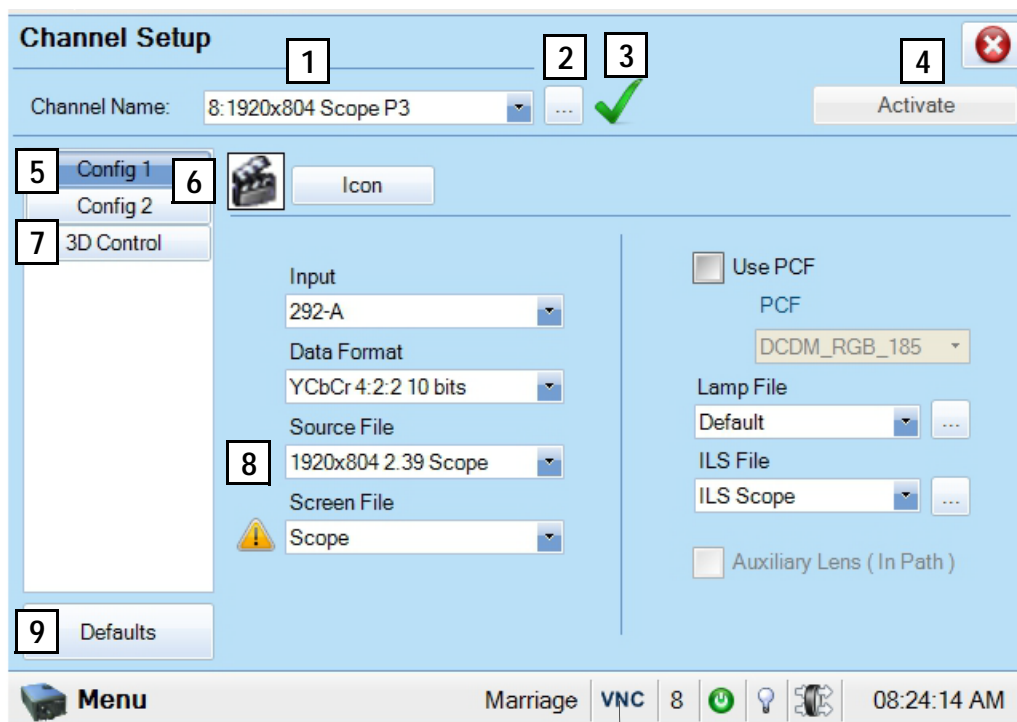 Channel Setup
1
2
3
4
Channel Name:
8:1920x804 Scope P3
...
Activate
5
Config 1
6
Icon
Config 2
7
3D Control
Input
292-A
Data Format
YCbCr 4:2:2 10 bits
Source File
8
1920x804 2.39 Scope
Screen File
Scope
Use PCF
PCF
DCDM_RGB_185
Lamp File
Default
...
ILS File
ILS Scope
...
Auxiliary Lens ( In Path )
9
Defaults
Menu
Marriage
VNC
8
08:24:14 AM